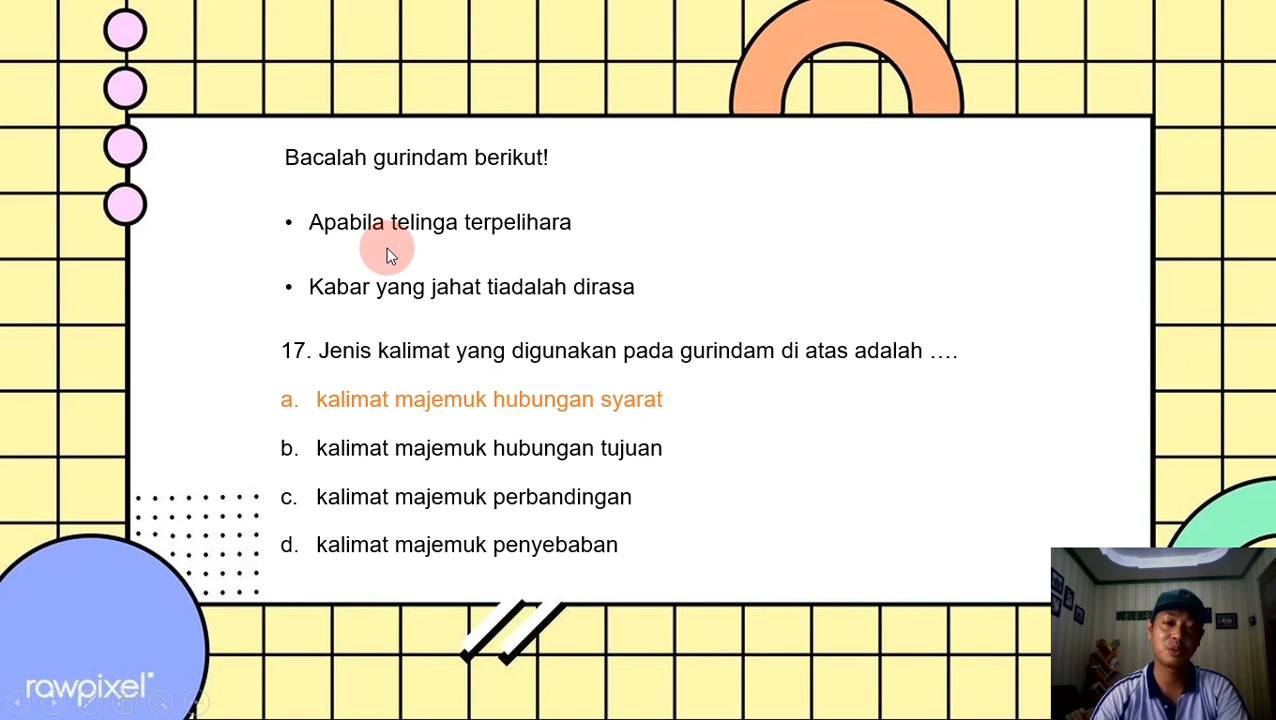 Bacalah gurindam berikut!
• Apabila telinga terpelihara
• Kabar yang jahat tiadalah dirasa
17. Jenis kalimat yang digunakan pada gurindam di atas adalah ….
a. kalimat majemuk hubungan syarat
b. kalimat majemuk hubungan tujuan
c. kalimat majemuk perbandingan
d. kalimat majemuk penyebaban
rawpixel